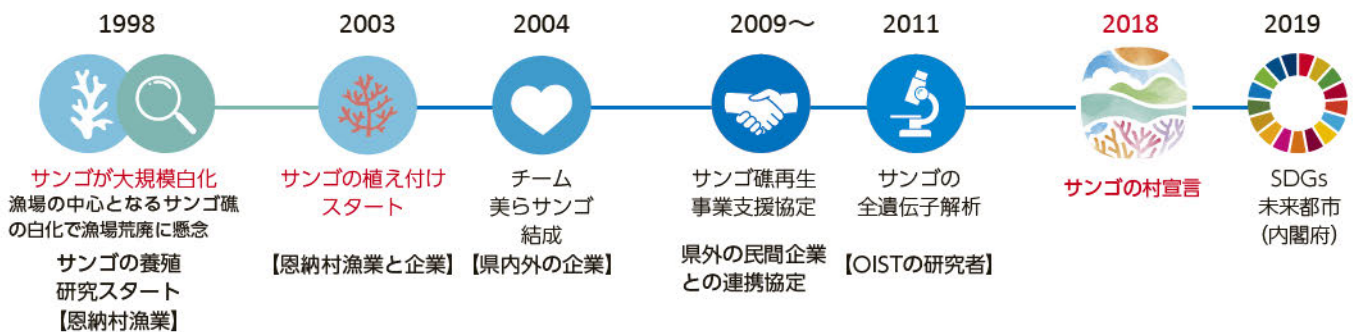 1998
サンゴが大規模白化
漁場の中心となるサンゴ礁
の白化で漁場荒廃に懸念
サンゴの養殖
研究スタート
【恩納村漁業】
2003
サンゴの植え付け
スタート
【恩納村漁業と企業】
2004
チーム
美らサンゴ
結成
【県内外の企業】
2009〜
サンゴ礁再生
事業支援協定
県外の民間企業
との連携協定
2011
サンゴの
全遺伝子解析
【OISTの研究者】
2018
サンゴの村宣言
2019
SDGs
未来都市
(内閣府)